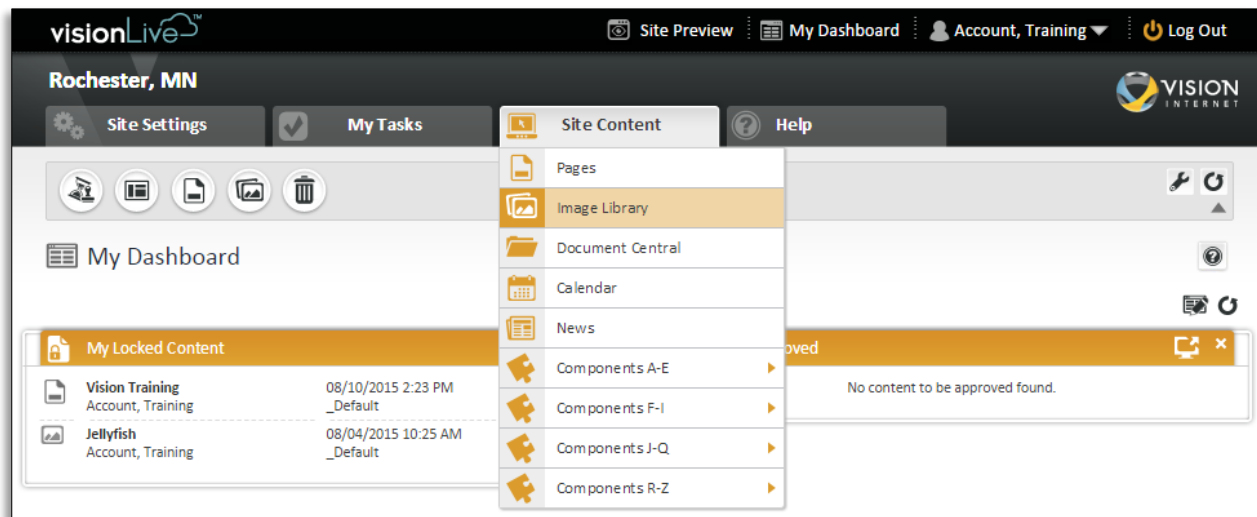 visionLive™
Site Preview
My Dashboard
Account, Training
Log Out
Rochester, MN
VISION
INTERNET
Site Settings
My Tasks
Site Content
Help
Pages
Image Library
Document Central
Calendar
News
Components A-E
Components F-I
Components J-Q
Components R-Z
My Dashboard
My Locked Content
Vision Training
08/10/2015 2:23 PM
Account, Training
_Default
Jellyfish
08/04/2015 10:25 AM
Account, Training
_Default
oved
No content to be approved found.